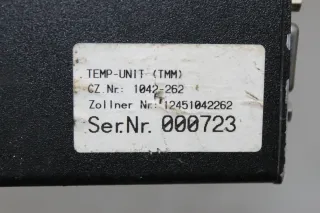 TEMP-UNIT (TMM)
CZ.Nr: 1042-262
Zollner Nr: 12451042262
Ser.Nr. 000723